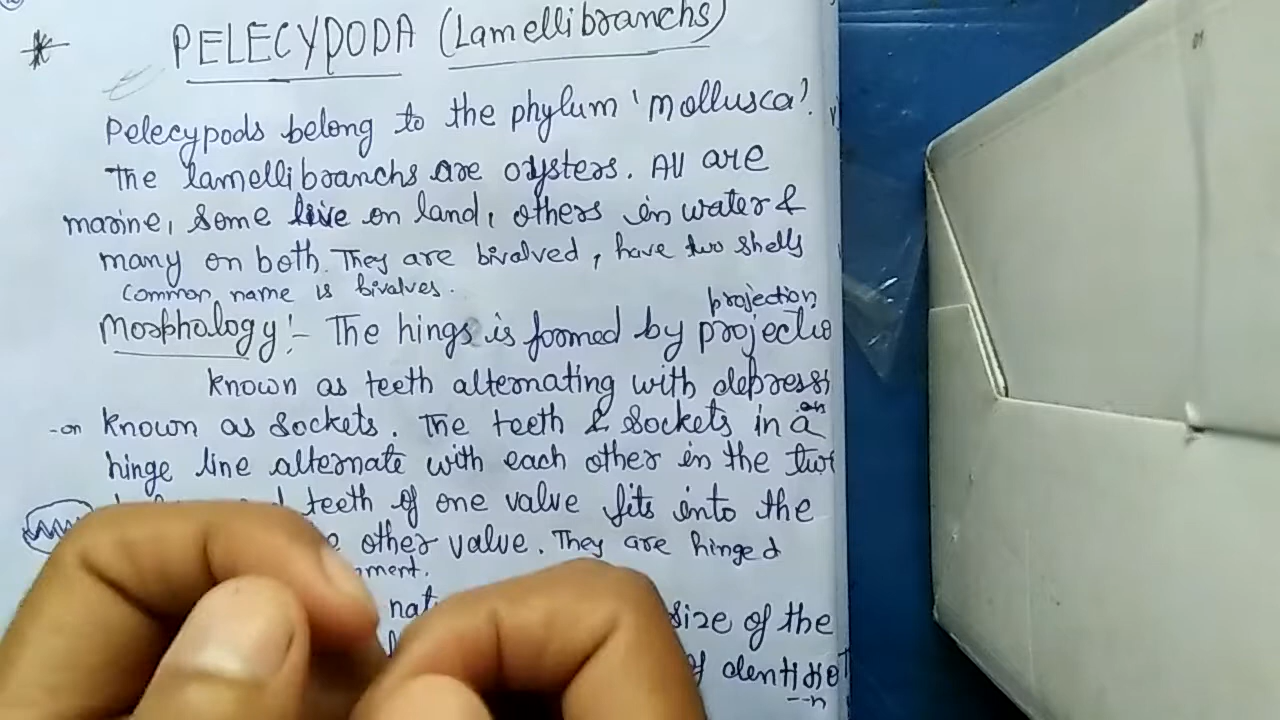 PELECYPODA (Lamellibranchs)
Pelecypods belong to the phylum 'mollusca'.
The lamellibranchs are oysters. All are
marine, some live on land, others in water &
many on both. They are bivalved, have two shells
Common name is bivalves.
projection
Morphology:- The hings is formed by projectio
known as teeth alternating with depressi
-on known as sockets. The teeth & sockets in a
hinge line alternate with each other in the two
teeth of one valve fits into the
other valve. They are hinged
size of the